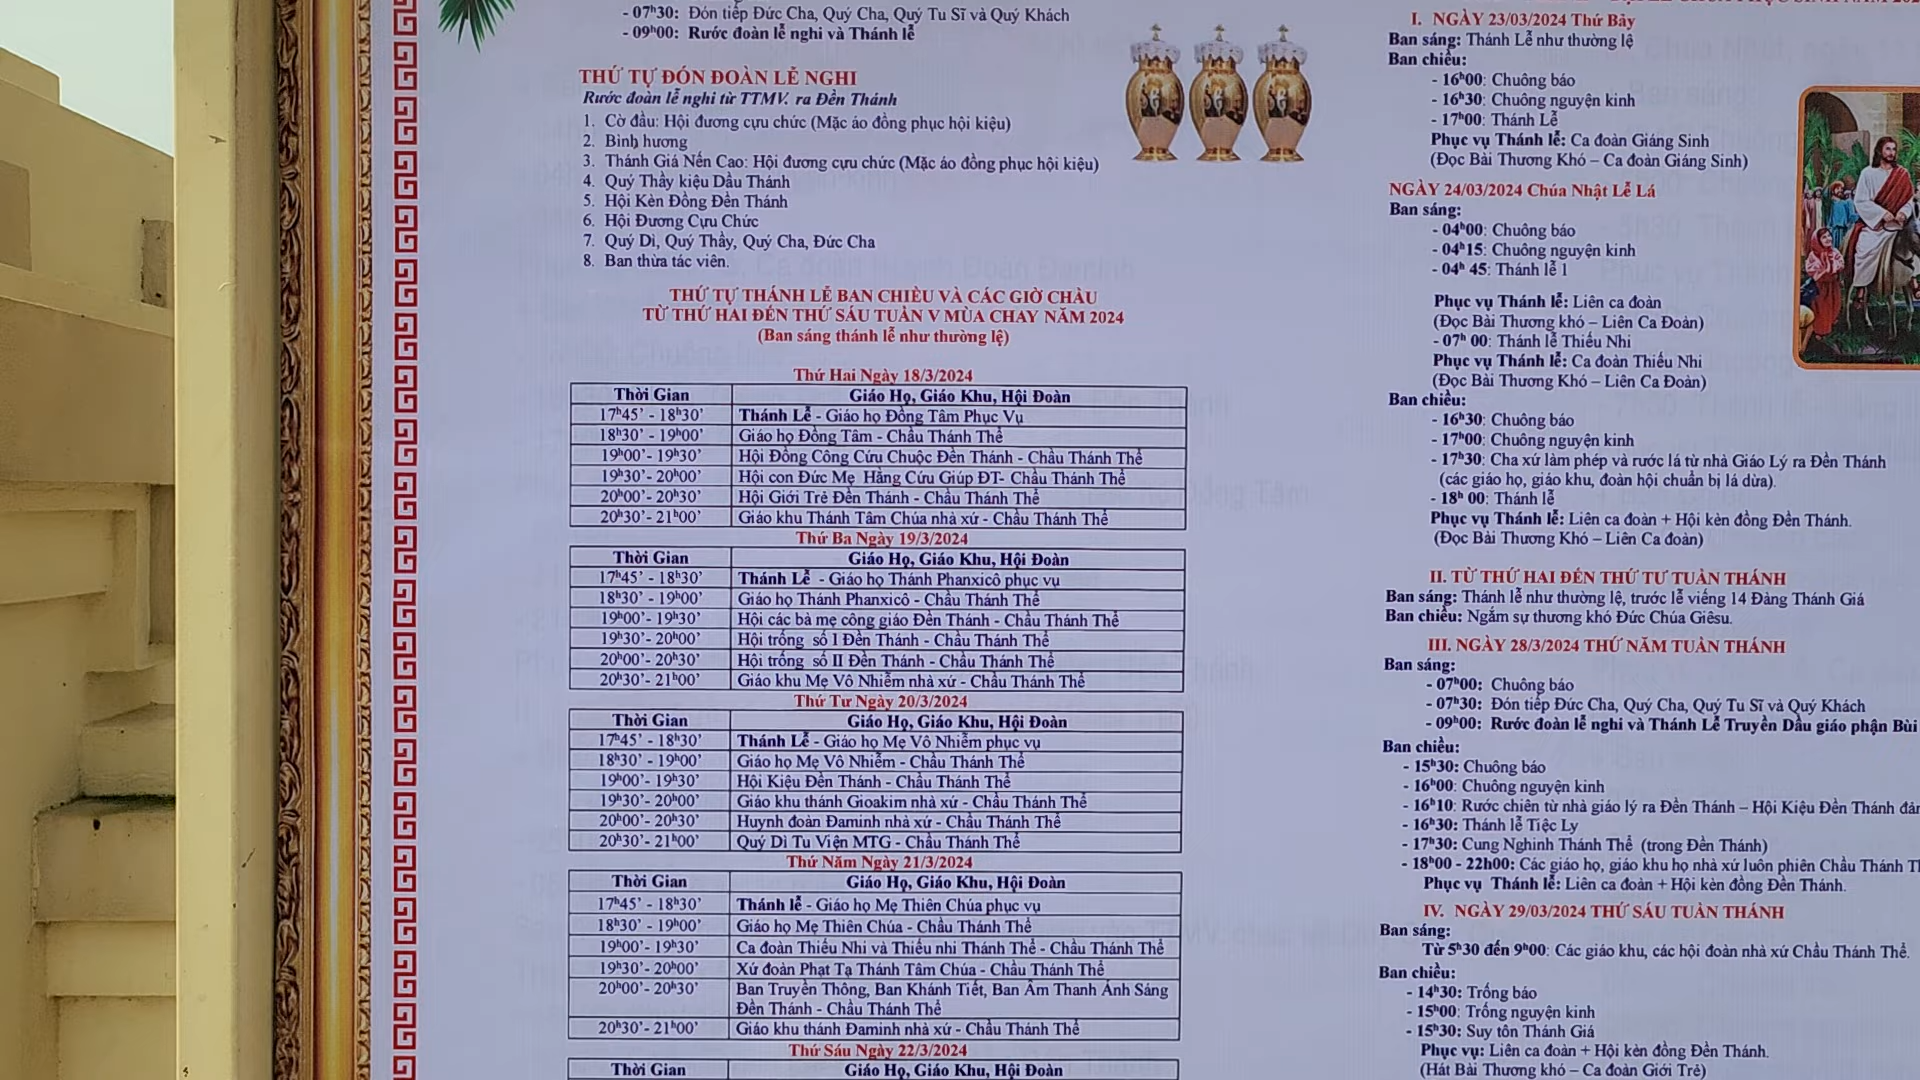 - 07h30: Đón tiếp Đức Cha, Quý Cha, Quý Tu Sĩ và Quý Khách
- 09h00: Rước đoàn lễ nghi và Thánh lễ
THỨ TỰ ĐÓN ĐOÀN LỄ NGHI
Rước đoàn lễ nghi từ TTMV. ra Đền Thánh
1. Cờ đầu: Hội đương cựu chức (Mặc áo đồng phục hội kiệu)
2. Bình hương
3. Thánh Giá Nến Cao: Hội đương cựu chức (Mặc áo đồng phục hội kiệu)
4. Quý Thầy kiệu Dầu Thánh
5. Hội Kèn Đồng Đền Thánh
6. Hội Đương Cựu Chức
7. Quý Dì, Quý Thầy, Quý Cha, Đức Cha
8. Ban thừa tác viên.
THỨ TỰ THÁNH LỄ BAN CHIỀU VÀ CÁC GIỜ CHẦU
TỪ THỨ HAI ĐẾN THỨ SÁU TUẦN V MÙA CHAY NĂM 2024
(Ban sáng thánh lễ như thường lệ)
Thứ Hai Ngày 18/3/2024
Thời Gian Giáo Họ, Giáo Khu, Hội Đoàn
17h45' - 18h30' Thánh Lễ - Giáo họ Đồng Tâm Phục Vụ
18h30' - 19h00' Giáo họ Đồng Tâm - Chầu Thánh Thể
19h00'- 19h30' Hội Đồng Công Cứu Chuộc Đền Thánh - Chầu Thánh Thể
19h30'- 20h00' Hội con Đức Mẹ Hằng Cứu Giúp ĐT- Chầu Thánh Thể
20h00'- 20h30' Hội Giới Trẻ Đền Thánh - Chầu Thánh Thể
20h30'- 21h00' Giáo khu Thánh Tâm Chúa nhà xứ - Chầu Thánh Thể
Thứ Ba Ngày 19/3/2024
Thời Gian Giáo Họ, Giáo Khu, Hội Đoàn
17h45' - 18h30' Thánh Lễ - Giáo họ Thánh Phanxicô phục vụ
18h30' - 19h00' Giáo họ Thánh Phanxicô - Chầu Thánh Thể
19h00'- 19h30' Hội các bà mẹ công giáo Đền Thánh - Chầu Thánh Thể
19h30'- 20h00' Hội trống số I Đền Thánh - Chầu Thánh Thể
20h00'- 20h30' Hội trống số II Đền Thánh - Chầu Thánh Thể
20h30'- 21h00' Giáo khu Mẹ Vô Nhiễm nhà xứ - Chầu Thánh Thể
Thứ Tư Ngày 20/3/2024
Thời Gian Giáo Họ, Giáo Khu, Hội Đoàn
17h45' - 18h30' Thánh Lễ - Giáo họ Mẹ Vô Nhiễm phục vụ
18h30' - 19h00' Giáo họ Mẹ Vô Nhiễm - Chầu Thánh Thể
19h00'- 19h30' Hội Kiệu Đền Thánh - Chầu Thánh Thể
19h30'- 20h00' Giáo khu thánh Gioakim nhà xứ - Chầu Thánh Thể
20h00'- 20h30' Huynh đoàn Đaminh nhà xứ - Chầu Thánh Thể
20h30'- 21h00' Quý Dì Tu Viện MTG - Chầu Thánh Thể
Thứ Năm Ngày 21/3/2024
Thời Gian Giáo Họ, Giáo Khu, Hội Đoàn
17h45' - 18h30' Thánh lễ - Giáo họ Mẹ Thiên Chúa phục vụ
18h30' - 19h00' Giáo họ Mẹ Thiên Chúa - Chầu Thánh Thể
19h00'- 19h30' Ca đoàn Thiếu Nhi và Thiếu nhi Thánh Thể - Chầu Thánh Thể
19h30'- 20h00' Xứ đoàn Phạt Tạ Thánh Tâm Chúa - Chầu Thánh Thể
20h00'- 20h30' Ban Truyền Thông, Ban Khánh Tiết, Ban Âm Thanh Ánh Sáng
Đền Thánh - Chầu Thánh Thể
20h30'- 21h00' Giáo khu thánh Đaminh nhà xứ - Chầu Thánh Thể
Thứ Sáu Ngày 22/3/2024
Thời Gian Giáo Họ, Giáo Khu, Hội Đoàn
I. NGÀY 23/03/2024 Thứ Bảy
Ban sáng: Thánh Lễ như thường lệ
Ban chiều:
- 16h00: Chuông báo
- 16h30: Chuông nguyện kinh
- 17h00: Thánh Lễ
Phục vụ Thánh lễ: Ca đoàn Giáng Sinh
(Đọc Bài Thương Khó – Ca đoàn Giáng Sinh)
NGÀY 24/03/2024 Chúa Nhật Lễ Lá
Ban sáng:
- 04h00: Chuông báo
- 04h15: Chuông nguyện kinh
- 04h 45: Thánh lễ 1
Phục vụ Thánh lễ: Liên ca đoàn
(Đọc Bài Thương khó – Liên Ca Đoàn)
- 07h 00: Thánh lễ Thiếu Nhi
Phục vụ Thánh lễ: Ca đoàn Thiếu Nhi
(Đọc Bài Thương Khó – Liên Ca Đoàn)
Ban chiều:
- 16h30: Chuông báo
- 17h00: Chuông nguyện kinh
- 17h30: Cha xứ làm phép và rước lá từ nhà Giáo Lý ra Đền Thánh
(các giáo họ, giáo khu, đoàn hội chuẩn bị lá dừa).
- 18h 00: Thánh lễ
Phục vụ Thánh lễ: Liên ca đoàn + Hội kèn đồng Đền Thánh.
(Đọc Bài Thương Khó – Liên Ca đoàn)
II. TỪ THỨ HAI ĐẾN THỨ TƯ TUẦN THÁNH
Ban sáng: Thánh lễ như thường lệ, trước lễ viếng 14 Đàng Thánh Giá
Ban chiều: Ngắm sự thương khó Đức Chúa Giêsu.
III. NGÀY 28/3/2024 THỨ NĂM TUẦN THÁNH
Ban sáng:
- 07h00: Chuông báo
- 07h30: Đón tiếp Đức Cha, Quý Cha, Quý Tu Sĩ và Quý Khách
- 09h00: Rước đoàn lễ nghi và Thánh Lễ Truyền Dầu giáo phận Bùi
Ban chiều:
- 15h30: Chuông báo
- 16h00: Chuông nguyện kinh
- 16h10: Rước chiên từ nhà giáo lý ra Đền Thánh – Hội Kiệu Đền Thánh
- 16h30: Thánh lễ Tiệc Ly
- 17h30: Cung Nghinh Thánh Thể (trong Đền Thánh)
- 18h00 - 22h00: Các giáo họ, giáo khu họ nhà xứ luôn phiên Chầu Thánh
Phục vụ Thánh lễ: Liên ca đoàn + Hội kèn đồng Đền Thánh.
IV. NGÀY 29/03/2024 THỨ SÁU TUẦN THÁNH
Ban sáng:
Từ 5h30 đến 9h00: Các giáo khu, các hội đoàn nhà xứ Chầu Thánh Thể.
Ban chiều:
- 14h30: Trống báo
- 15h00: Trống nguyện kinh
- 15h30: Suy tôn Thánh Giá
Phục vụ: Liên ca đoàn + Hội kèn đồng Đền Thánh.
(Hát Bài Thương khó – Ca đoàn Giới Trẻ)